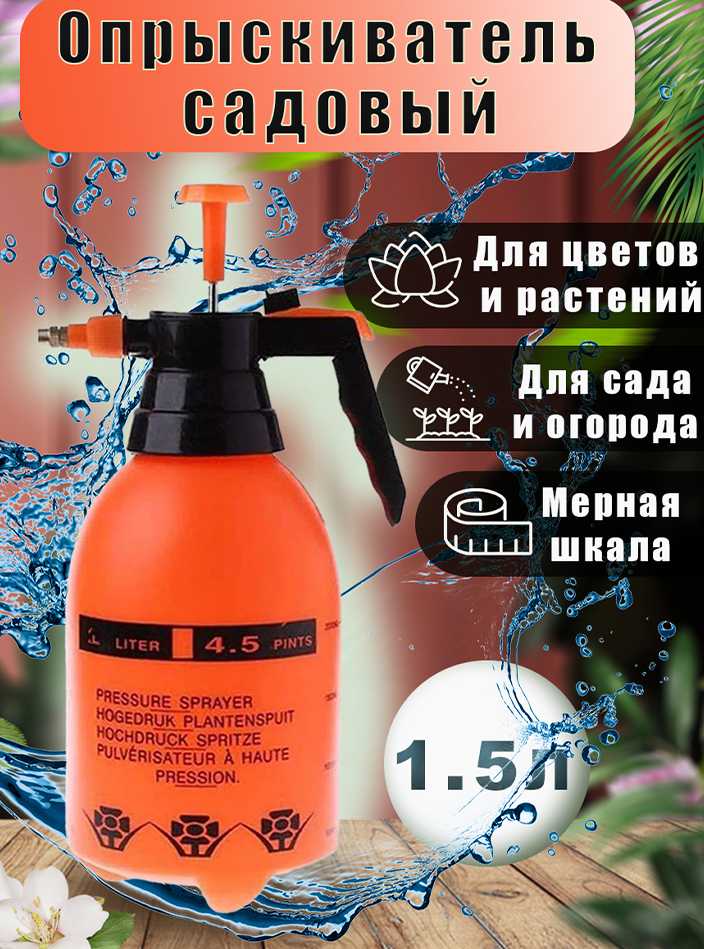 Опрыскиватель
садовый
Для цветов
и растений
Для сада
и огорода
Мерная
шкала
L LITER 4.5 PINTS
PRESSURE SPRAYER
HOGEDRUK PLANTENSPUIT
HOCHDRUCK SPRITZE
PULVÉRISATEUR À HAUTE
PRESSION.
1.5л